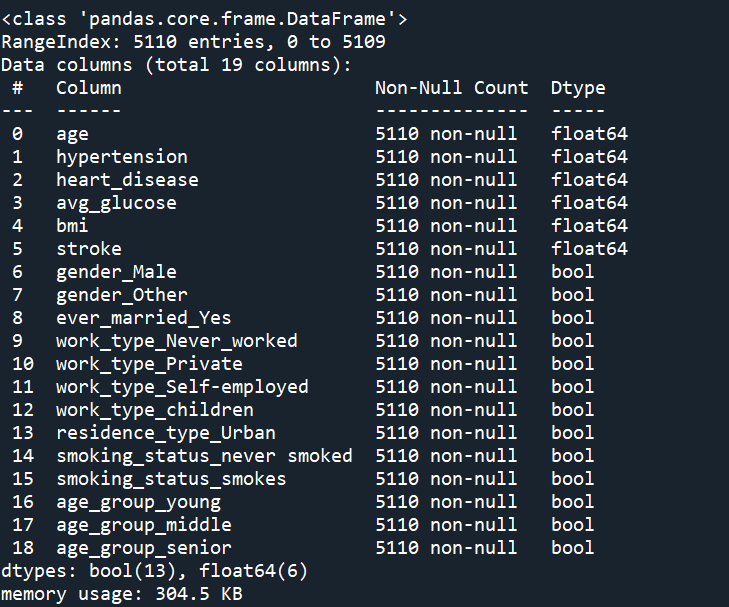 <class 'pandas.core.frame.DataFrame'>
RangeIndex: 5110 entries, 0 to 5109
Data columns (total 19 columns):
 #   Column                      Non-Null Count  Dtype
---  ------                      --------------  -----
 0   age                         5110 non-null   float64
 1   hypertension                5110 non-null   float64
 2   heart_disease               5110 non-null   float64
 3   avg_glucose                 5110 non-null   float64
 4   bmi                         5110 non-null   float64
 5   stroke                      5110 non-null   float64
 6   gender_Male                 5110 non-null   bool
 7   gender_Other                5110 non-null   bool
 8   ever_married_Yes            5110 non-null   bool
 9   work_type_Never_worked      5110 non-null   bool
 10  work_type_Private           5110 non-null   bool
 11  work_type_Self-employed     5110 non-null   bool
 12  work_type_children          5110 non-null   bool
 13  residence_type_Urban        5110 non-null   bool
 14  smoking_status_never smoked 5110 non-null   bool
 15  smoking_status_smokes       5110 non-null   bool
 16  age_group_young             5110 non-null   bool
 17  age_group_middle            5110 non-null   bool
 18  age_group_senior            5110 non-null   bool
dtypes: bool(13), float64(6)
memory usage: 304.5 KB